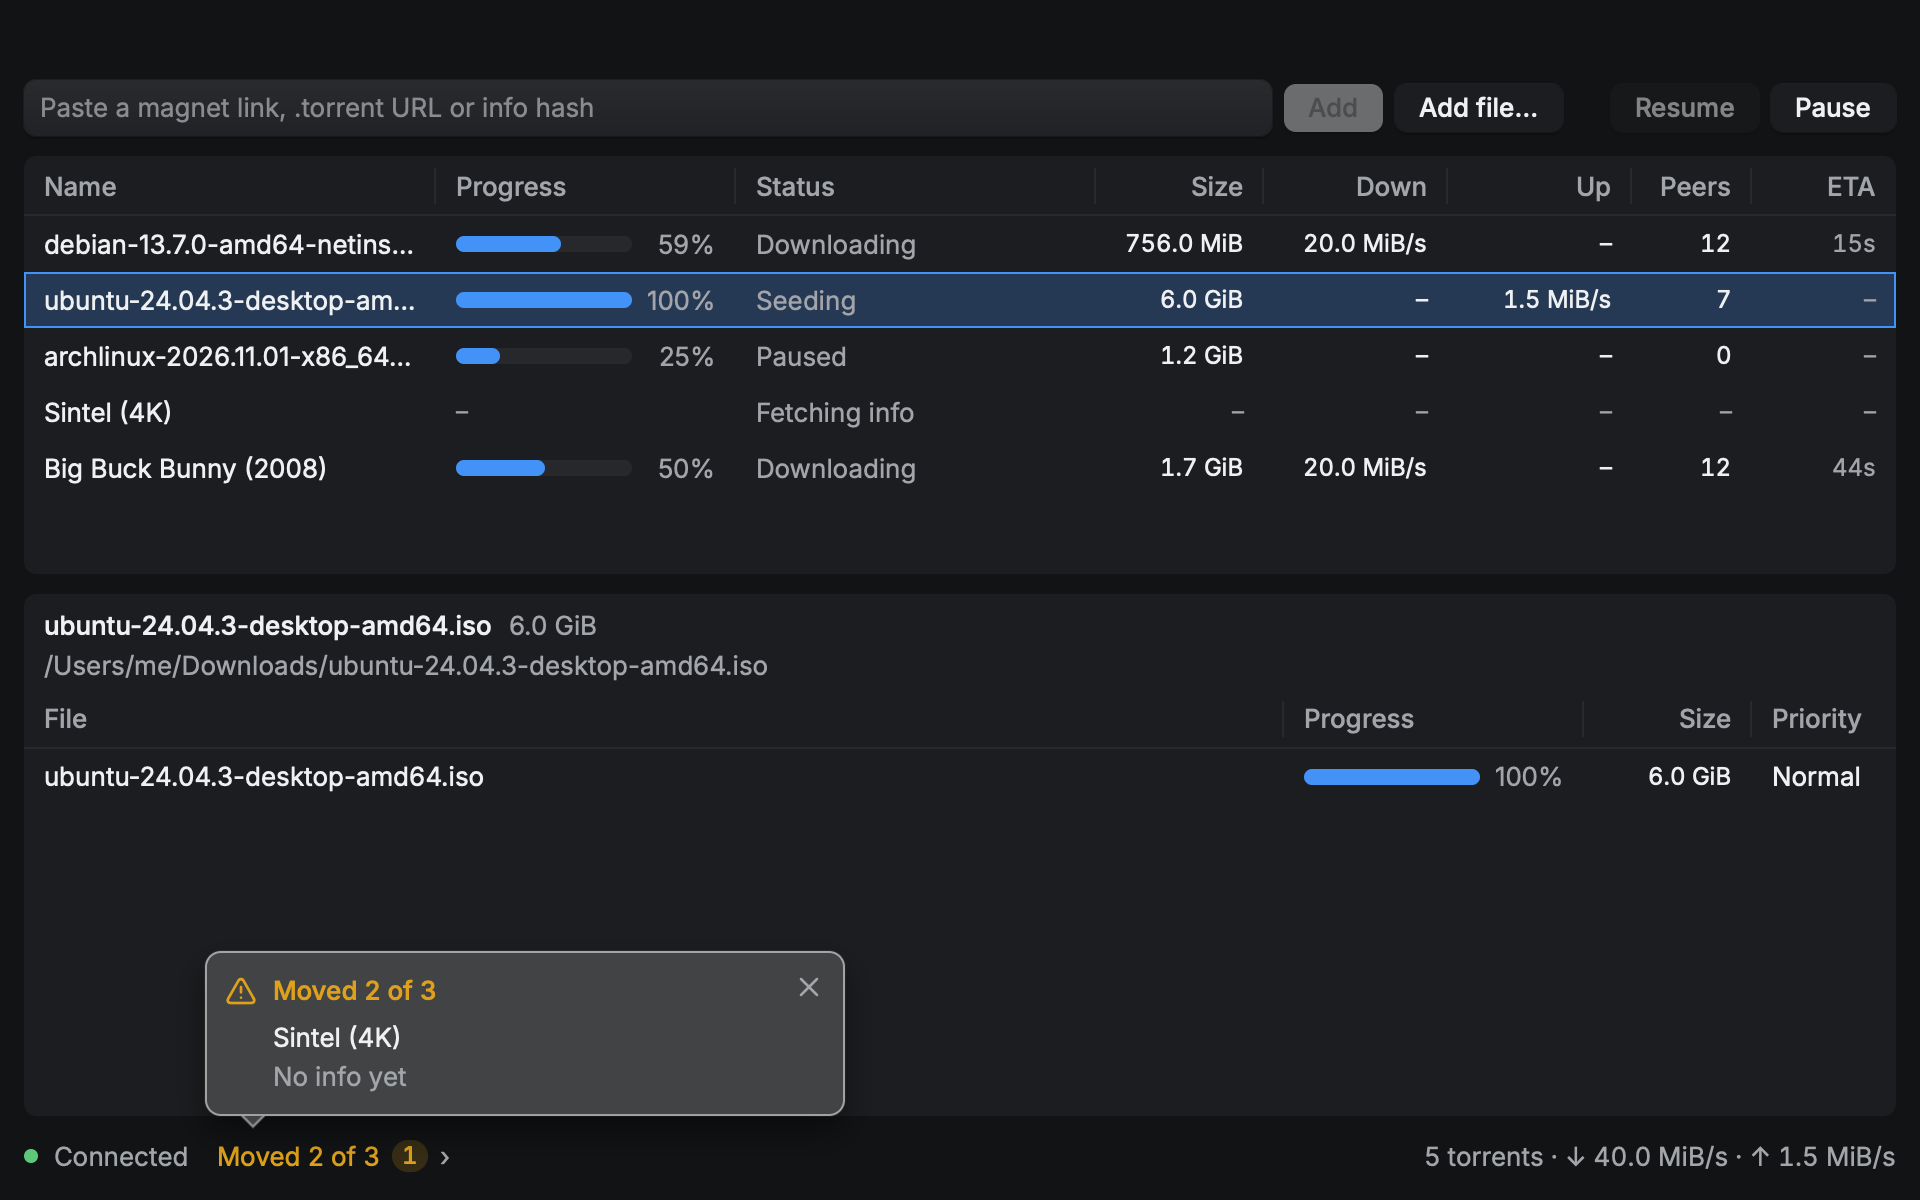 Paste a magnet link, .torrent URL or info hash Add Add file... Resume Pause
Name Progress Status Size Down Up Peers ETA
debian-13.7.0-amd64-netins... 59% Downloading 756.0 MiB 20.0 MiB/s – 12 15s
ubuntu-24.04.3-desktop-am... 100% Seeding 6.0 GiB – 1.5 MiB/s 7 –
archlinux-2026.11.01-x86_64... 25% Paused 1.2 GiB – – 0 –
Sintel (4K) – Fetching info – – – – –
Big Buck Bunny (2008) 50% Downloading 1.7 GiB 20.0 MiB/s – 12 44s
ubuntu-24.04.3-desktop-amd64.iso 6.0 GiB
/Users/me/Downloads/ubuntu-24.04.3-desktop-amd64.iso
File Progress Size Priority
ubuntu-24.04.3-desktop-amd64.iso 100% 6.0 GiB Normal
Moved 2 of 3
Sintel (4K)
No info yet
Connected Moved 2 of 3 1 › 5 torrents · ↓ 40.0 MiB/s · ↑ 1.5 MiB/s